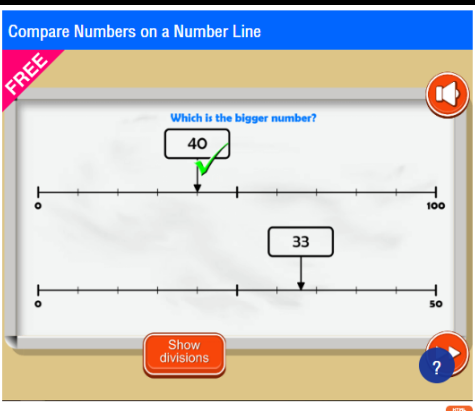 Compare Numbers on a Number Line
FREE
Which is the bigger number?
40
0
100
33
0
50
Show
divisions
?